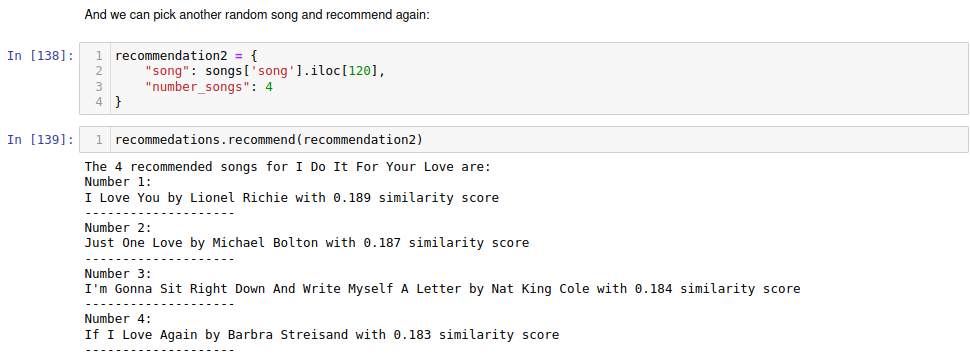 And we can pick another random song and recommend again:
In [138]:
1 recommendation2 = {
2     "song": songs['song'].iloc[120],
3     "number_songs": 4
4 }
In [139]:
1 recommedations.recommend(recommendation2)
The 4 recommended songs for I Do It For Your Love are:
Number 1:
I Love You by Lionel Richie with 0.189 similarity score
--------------------
Number 2:
Just One Love by Michael Bolton with 0.187 similarity score
--------------------
Number 3:
I'm Gonna Sit Right Down And Write Myself A Letter by Nat King Cole with 0.184 similarity score
--------------------
Number 4:
If I Love Again by Barbra Streisand with 0.183 similarity score
--------------------